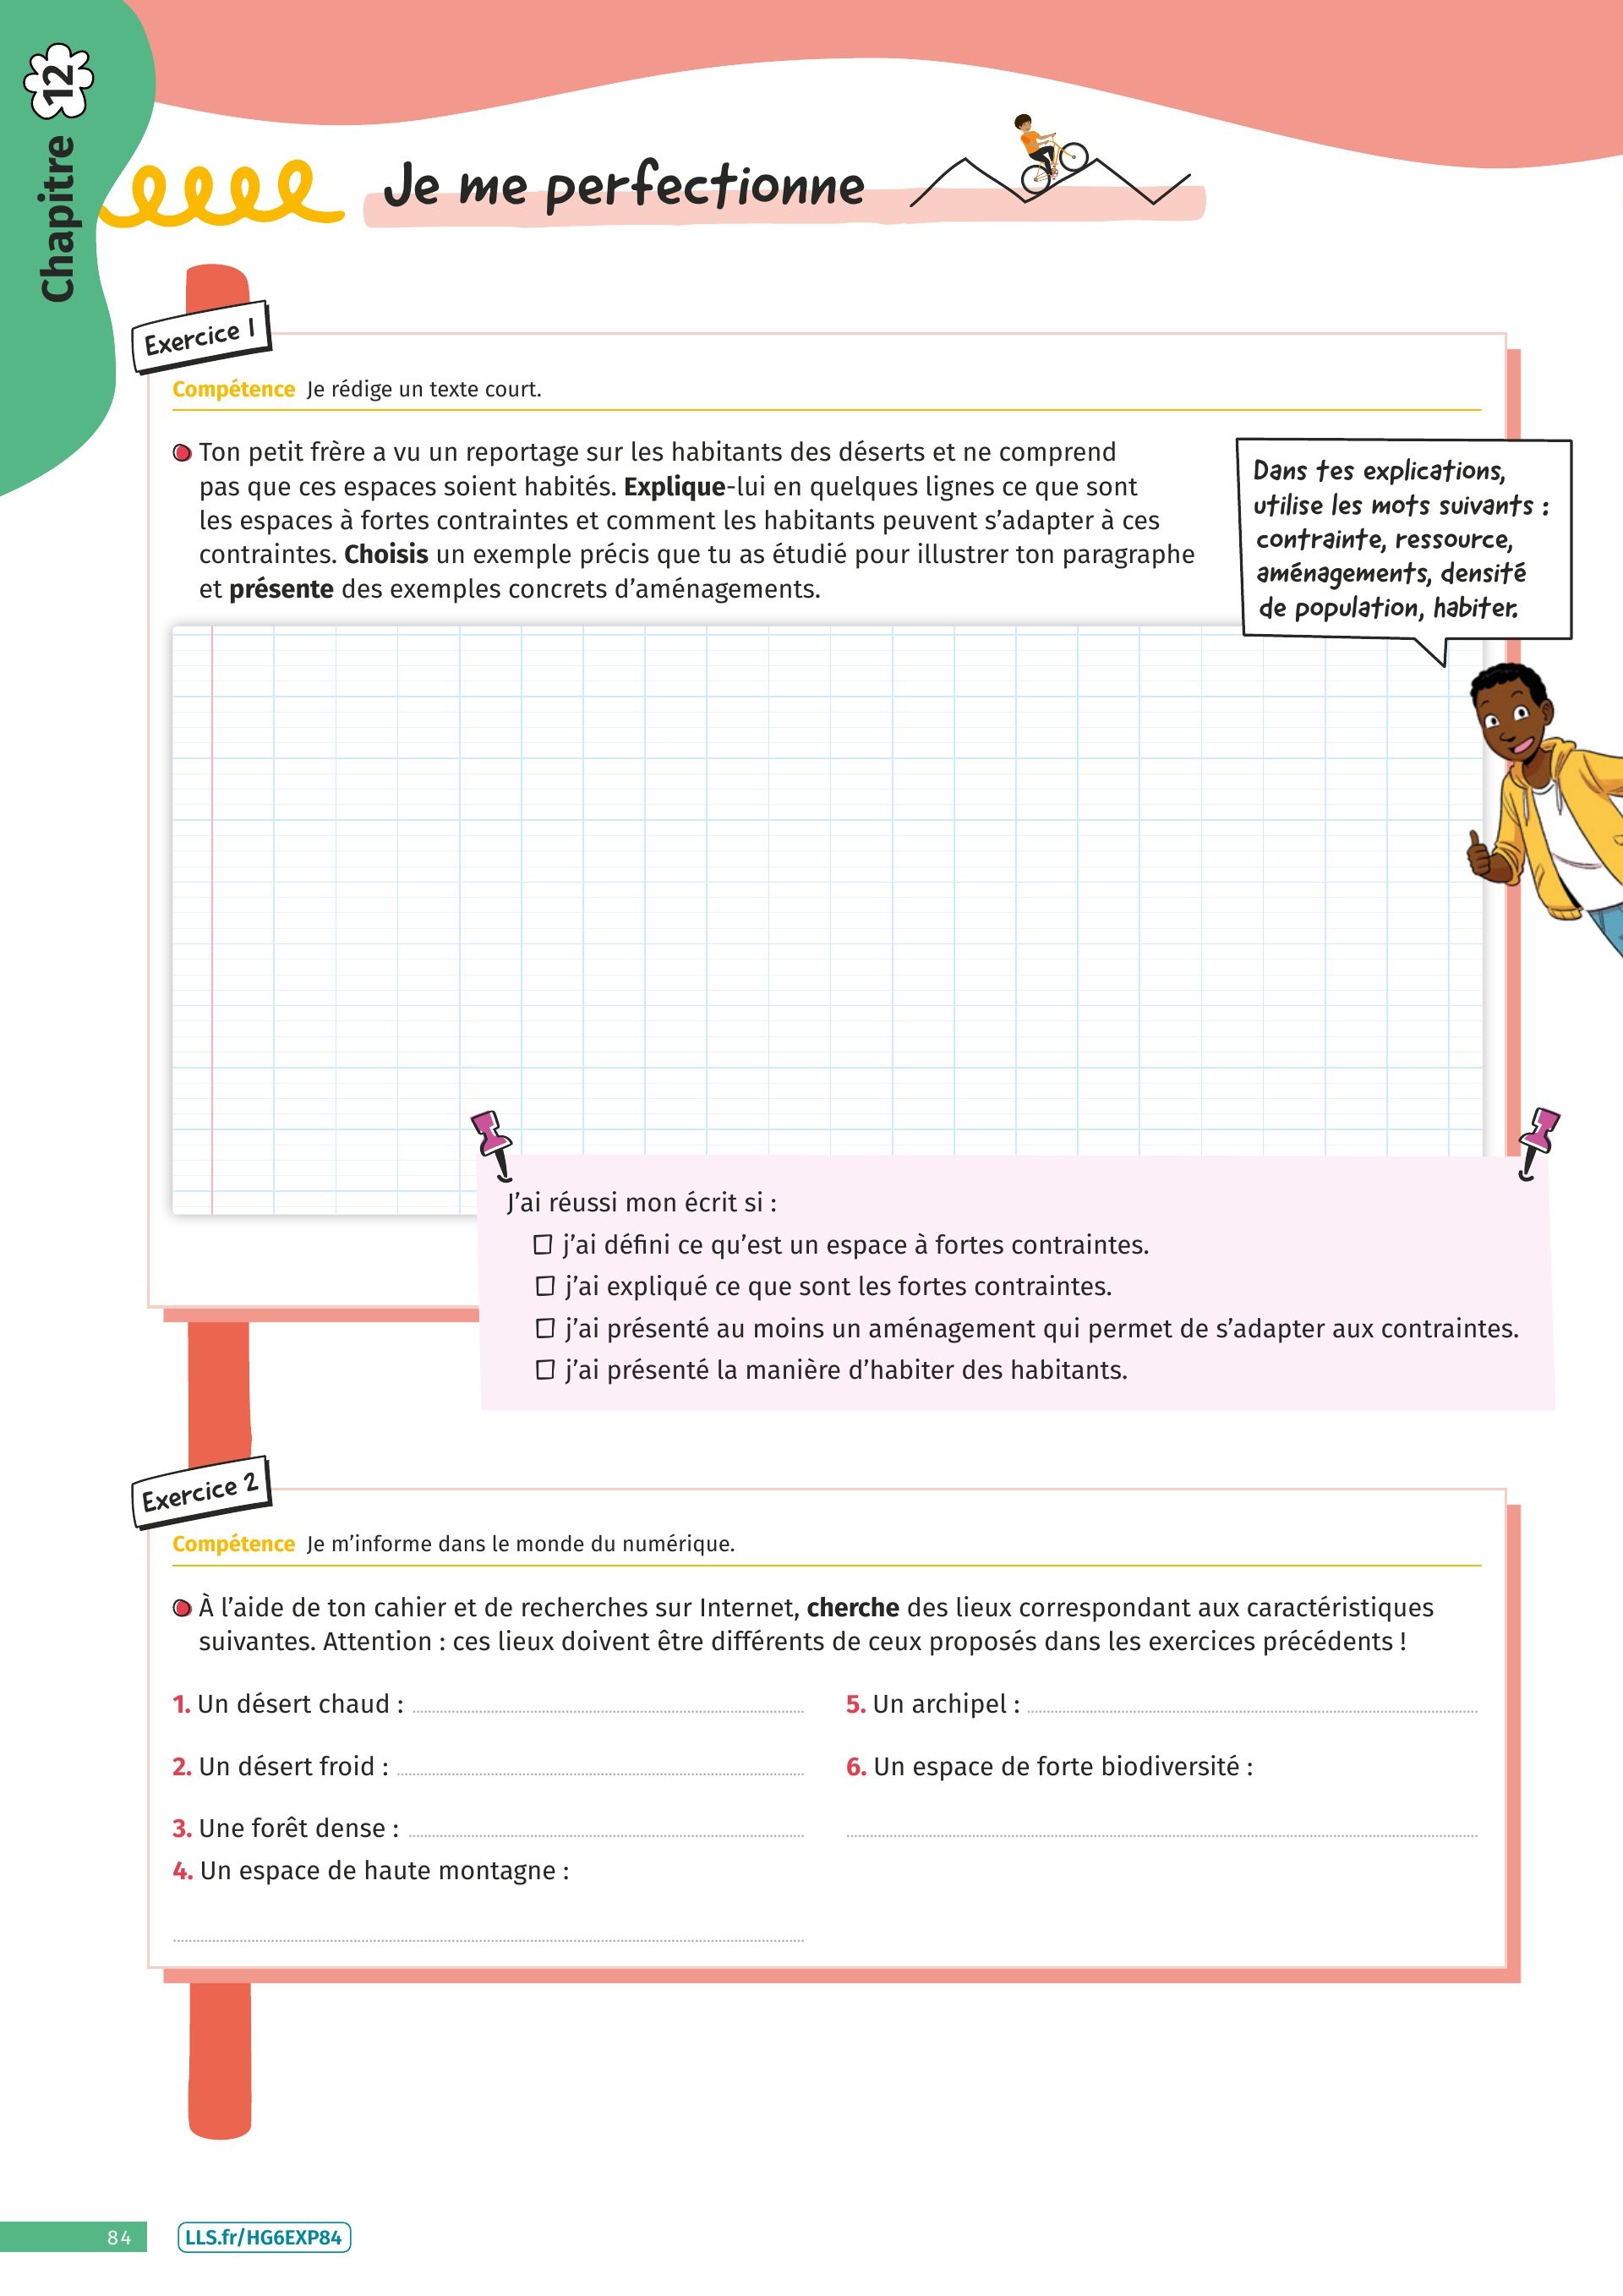 Chapitre 12
Je me perfectionne
Exercice 1
Compétence Je rédige un texte court.
Ton petit frère a vu un reportage sur les habitants des déserts et ne comprend
pas que ces espaces soient habités. Explique-lui en quelques lignes ce que sont
les espaces à fortes contraintes et comment les habitants peuvent s’adapter à ces
contraintes. Choisis un exemple précis que tu as étudié pour illustrer ton paragraphe
et présente des exemples concrets d’aménagements.
Dans tes explications,
utilise les mots suivants :
contrainte, ressource,
aménagements, densité
de population, habiter.
J’ai réussi mon écrit si :
j’ai défini ce qu’est un espace à fortes contraintes.
j’ai expliqué ce que sont les fortes contraintes.
j’ai présenté au moins un aménagement qui permet de s’adapter aux contraintes.
j’ai présenté la manière d’habiter des habitants.
Exercice 2
Compétence Je m’informe dans le monde du numérique.
À l’aide de ton cahier et de recherches sur Internet, cherche des lieux correspondant aux caractéristiques
suivantes. Attention : ces lieux doivent être différents de ceux proposés dans les exercices précédents !
1. Un désert chaud :
2. Un désert froid :
3. Une forêt dense :
4. Un espace de haute montagne :
5. Un archipel :
6. Un espace de forte biodiversité :
84
LLS.fr/HG6EXP84